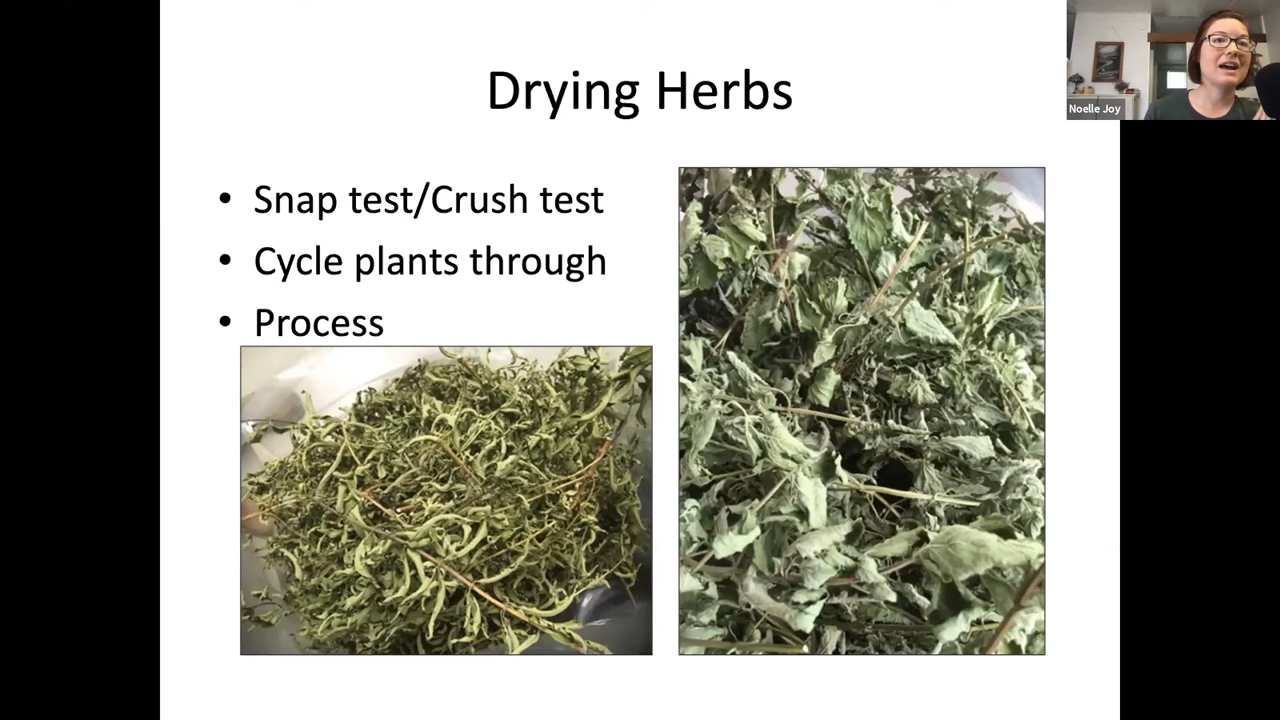 Drying Herbs
• Snap test/Crush test
• Cycle plants through
• Process
Noelle Joy